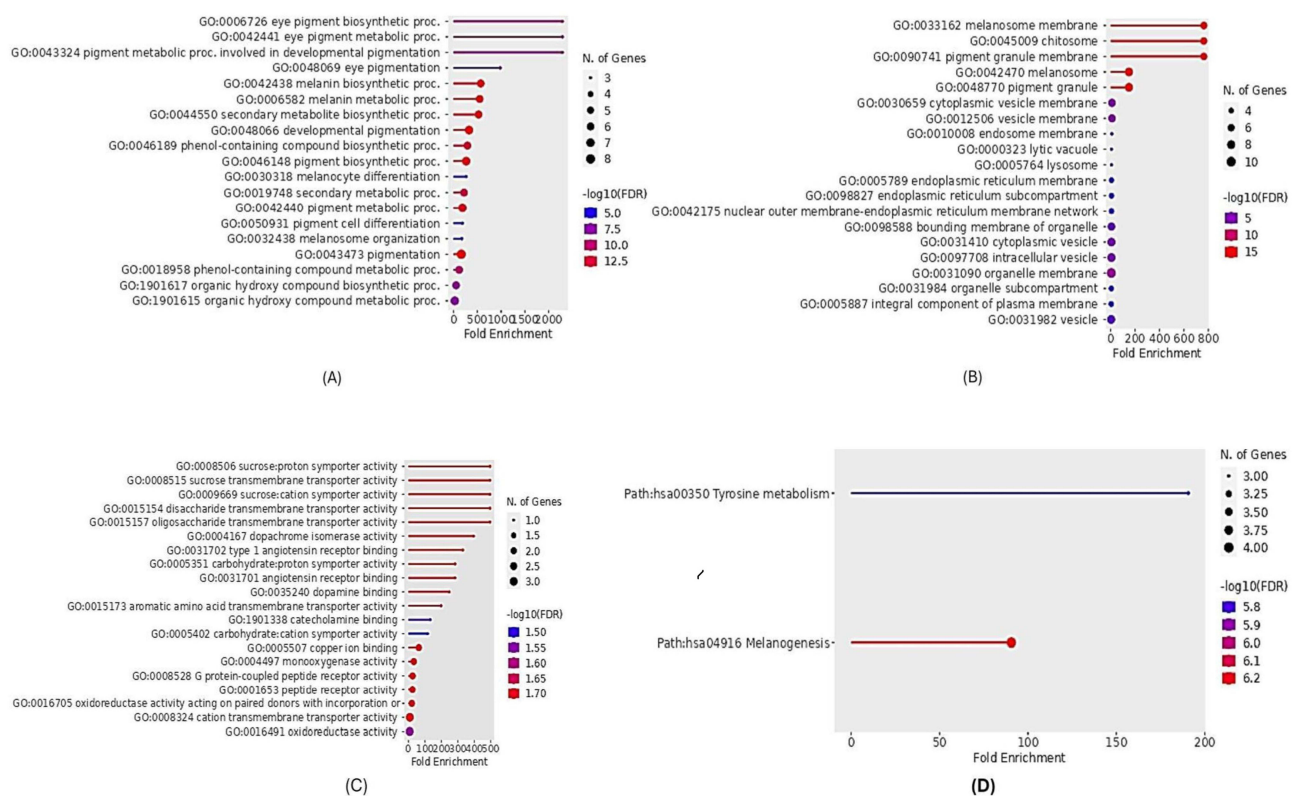 GO:0006726 eye pigment biosynthetic proc.
GO:0042441 eye pigment metabolic proc.
GO:0043324 pigment metabolic proc. involved in developmental pigmentation
GO:0048069 eye pigmentation
GO:0042438 melanin biosynthetic proc.
GO:0006582 melanin metabolic proc.
GO:0044550 secondary metabolite biosynthetic proc.
GO:0048066 developmental pigmentation
GO:0046189 phenol-containing compound biosynthetic proc.
GO:0046148 pigment biosynthetic proc.
GO:0030318 melanocyte differentiation
GO:0019748 secondary metabolic proc.
GO:0042440 pigment metabolic proc.
GO:0050931 pigment cell differentiation
GO:0032438 melanosome organization
GO:0043473 pigmentation
GO:0018958 phenol-containing compound metabolic proc.
GO:1901617 organic hydroxy compound biosynthetic proc.
GO:1901615 organic hydroxy compound metabolic proc.
0 500 1000 1500 2000
Fold Enrichment
N. of Genes
3
4
5
6
7
8
-log10(FDR)
5.0
7.5
10.0
12.5
(A)
GO:0033162 melanosome membrane
GO:0045009 chitosome
GO:0090741 pigment granule membrane
GO:0042470 melanosome
GO:0048770 pigment granule
GO:0030659 cytoplasmic vesicle membrane
GO:0012506 vesicle membrane
GO:0010008 endosome membrane
GO:0000323 lytic vacuole
GO:0005764 lysosome
GO:0005789 endoplasmic reticulum membrane
GO:0098827 endoplasmic reticulum subcompartment
GO:0042175 nuclear outer membrane-endoplasmic reticulum membrane network
GO:0098588 bounding membrane of organelle
GO:0031410 cytoplasmic vesicle
GO:0097708 intracellular vesicle
GO:0031090 organelle membrane
GO:0031984 organelle subcompartment
GO:0005887 integral component of plasma membrane
GO:0031982 vesicle
0 200 400 600 800
Fold Enrichment
N. of Genes
4
6
8
10
-log10(FDR)
5
10
15
(B)
GO:0008506 sucrose:proton symporter activity
GO:0008515 sucrose transmembrane transporter activity
GO:0009669 sucrose:cation symporter activity
GO:0015154 disaccharide transmembrane transporter activity
GO:0015157 oligosaccharide transmembrane transporter activity
GO:0004167 dopachrome isomerase activity
GO:0031702 type 1 angiotensin receptor binding
GO:0005351 carbohydrate:proton symporter activity
GO:0031701 angiotensin receptor binding
GO:0035240 dopamine binding
GO:0015173 aromatic amino acid transmembrane transporter activity
GO:1901338 catecholamine binding
GO:0005402 carbohydrate:cation symporter activity
GO:0005507 copper ion binding
GO:0004497 monooxygenase activity
GO:0008528 G protein-coupled peptide receptor activity
GO:0001653 peptide receptor activity
GO:0016705 oxidoreductase activity acting on paired donors with incorporation or
GO:0008324 cation transmembrane transporter activity
GO:0016491 oxidoreductase activity
0 100 200 300 400 500
Fold Enrichment
N. of Genes
1.0
1.5
2.0
2.5
3.0
-log10(FDR)
1.50
1.55
1.60
1.65
1.70
(C)
Path:hsa00350 Tyrosine metabolism
Path:hsa04916 Melanogenesis
0 50 100 150 200
Fold Enrichment
N. of Genes
3.00
3.25
3.50
3.75
4.00
-log10(FDR)
5.8
5.9
6.0
6.1
6.2
(D)